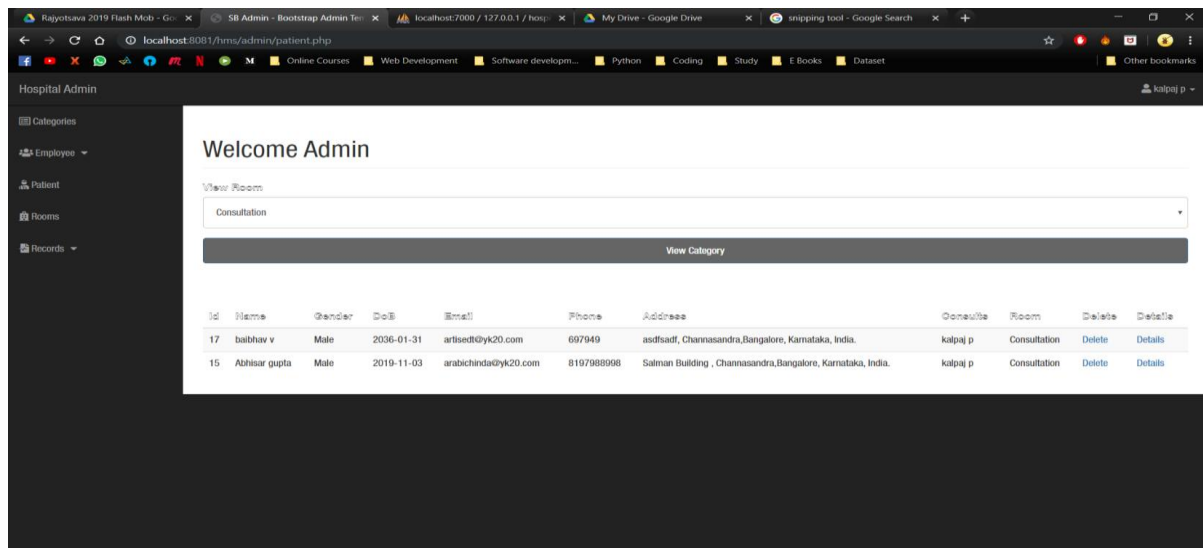 Rajyotsava 2019 Flash Mob - Go SB Admin - Bootstrap Admin Tem localhost:7000 / 127.0.0.1 / hosp My Drive - Google Drive snipping tool - Google Search
localhost:8081/hms/admin/patient.php
Online Courses Web Development Software developm... Python Coding Study E Books Dataset Other bookmarks
Hospital Admin kalpaj p
Categories
Employee
Patient
Rooms
Records
Welcome Admin
View Room
Consultation
View Category
Id Name Gender DoB Email Phone Address Consults Room Delete Details
17 baibhav v Male 2036-01-31 artisedt@yk20.com 697949 asdfsadf, Channasandra,Bangalore, Karnataka, India. kalpaj p Consultation Delete Details
15 Abhisar gupta Male 2019-11-03 arabichinda@yk20.com 8197988998 Salman Building , Channasandra,Bangalore, Karnataka, India. kalpaj p Consultation Delete Details